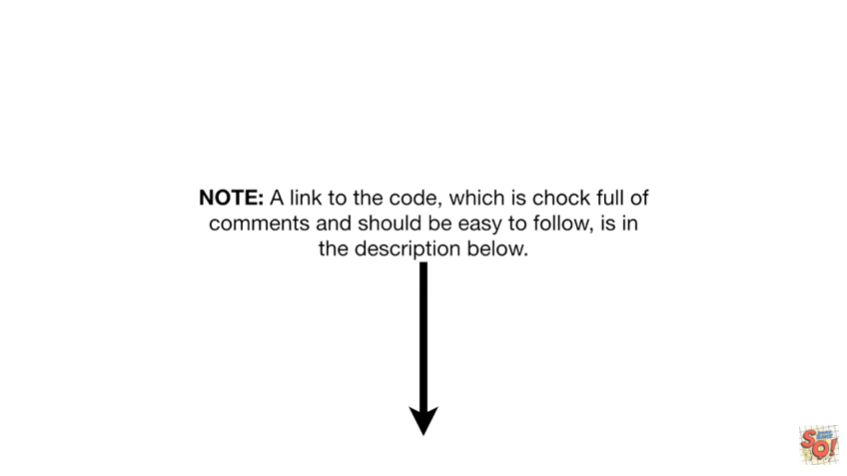 NOTE: A link to the code, which is chock full of
comments and should be easy to follow, is in
the description below.
SQ!